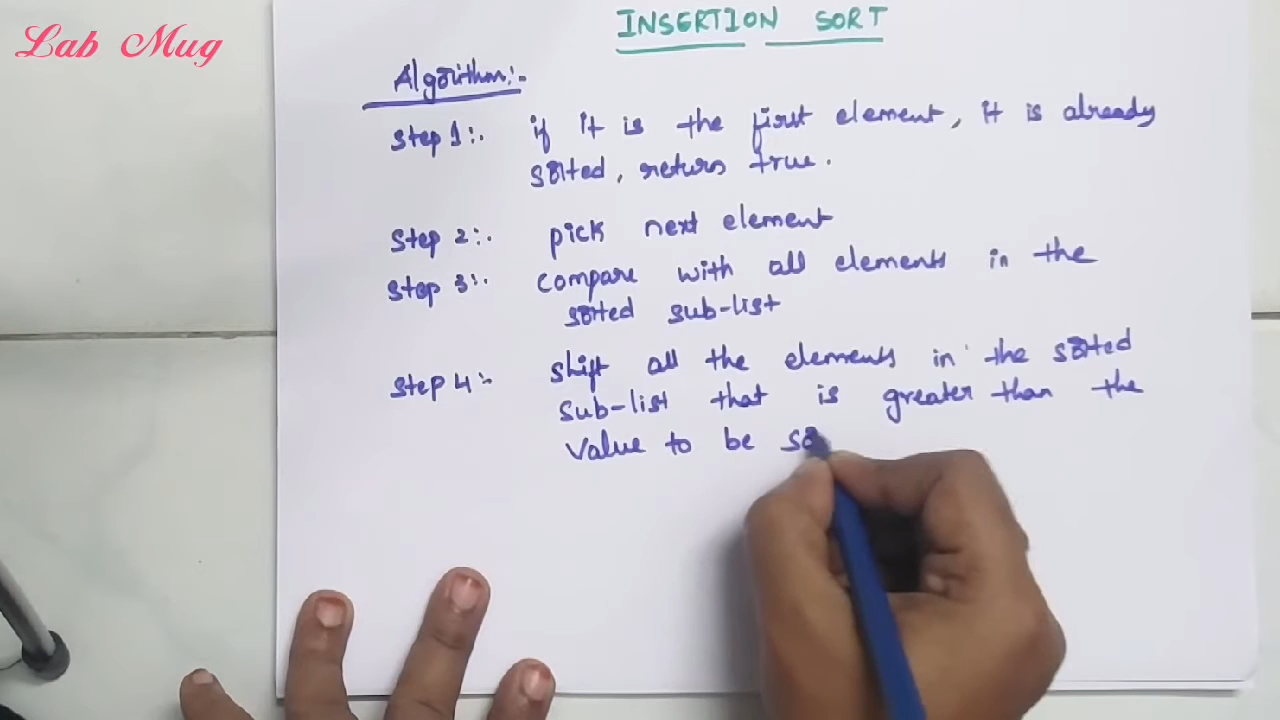 Lab Mug
INSERTION SORT
Algorithm:-
Step 1:- if it is the first element, it is already
sorted, return true.
Step 2:- pick next element
Step 3:- compare with all elements in the
sorted sub-list
Step 4:- shift all the elements in the sorted
sub-list that is greater than the
value to be so